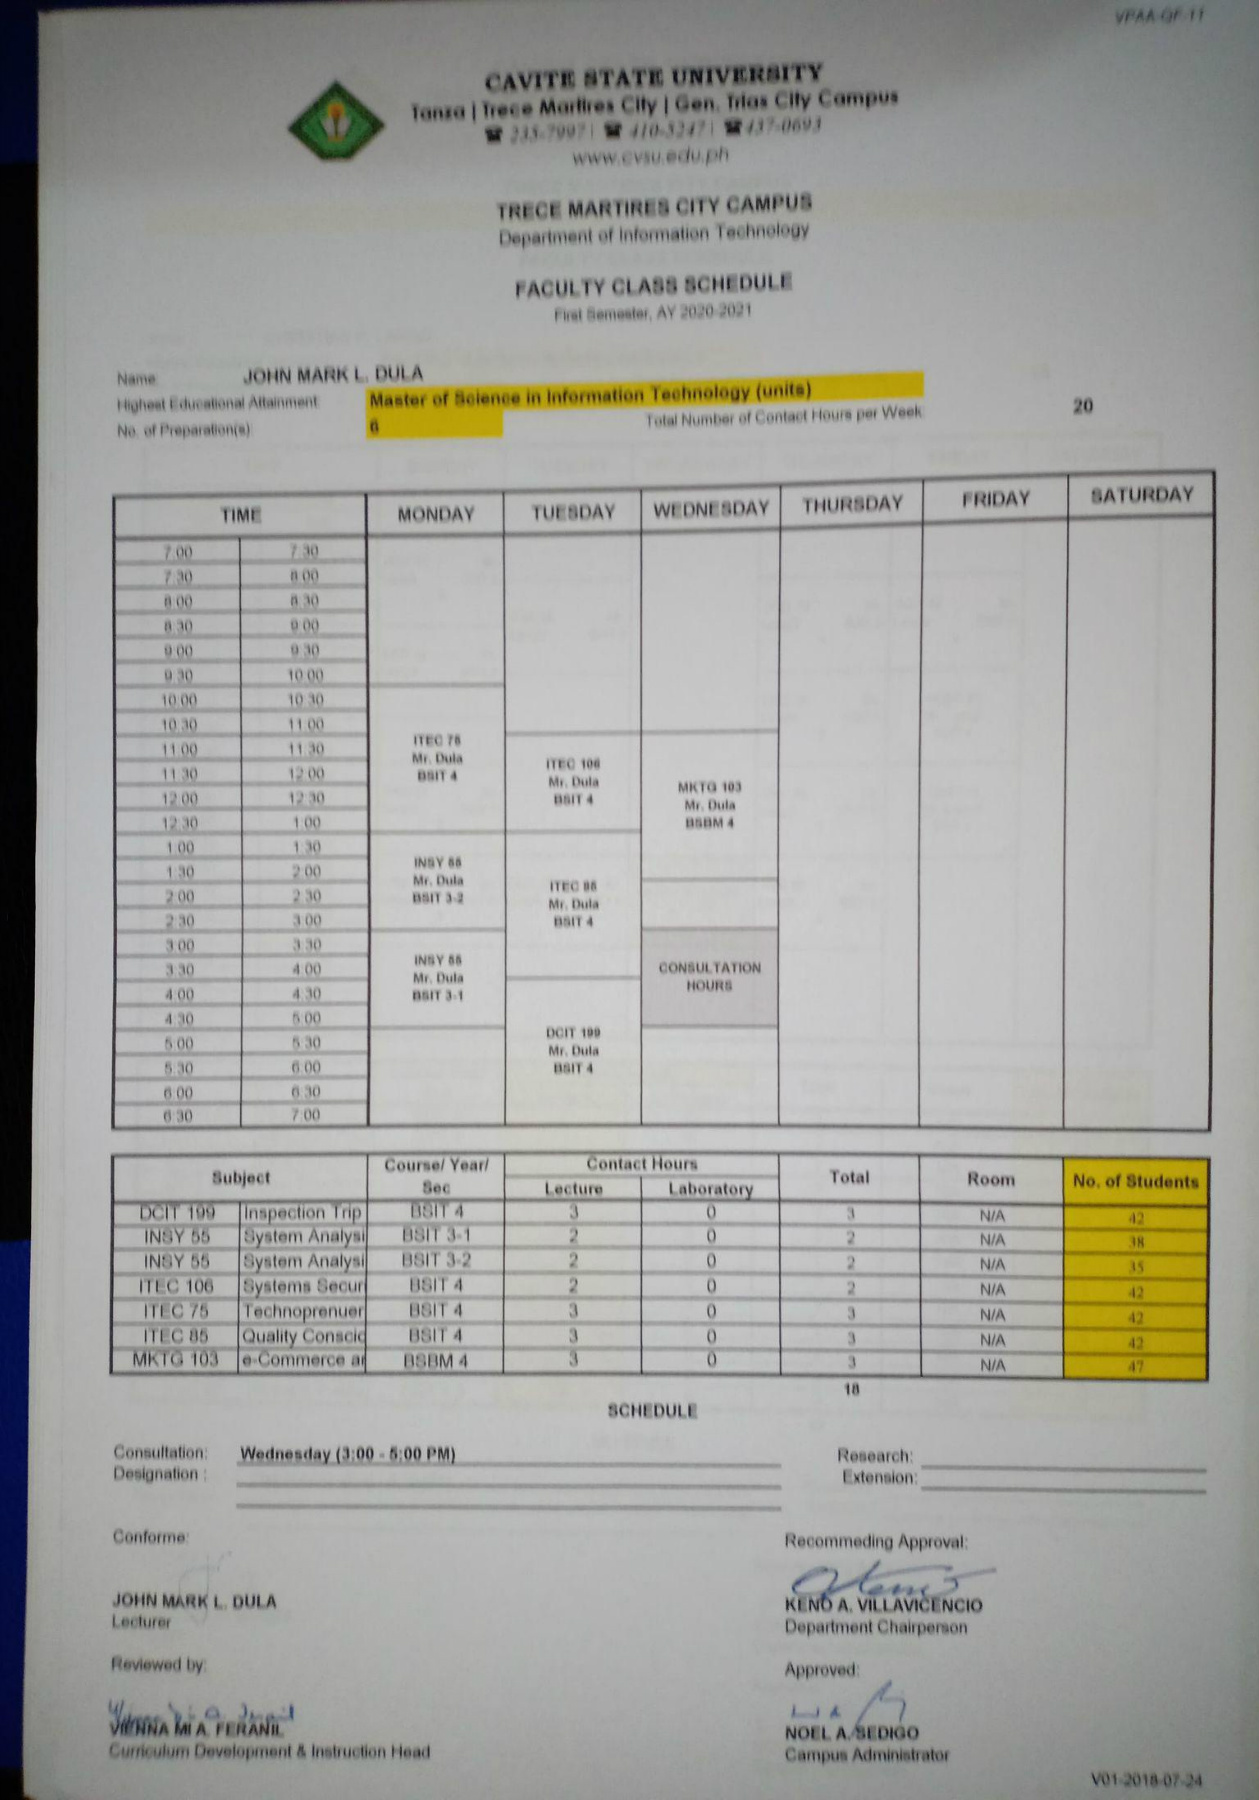 VPAA-QF-11
CAVITE STATE UNIVERSITY
Tanza | Trece Martires City | Gen. Trias City Campus
☎ 235-7997 | ☎ 410-5247 | ☎ 437-0693
www.cvsu.edu.ph
TRECE MARTIRES CITY CAMPUS
Department of Information Technology
FACULTY CLASS SCHEDULE
First Semester, AY 2020-2021
Name: JOHN MARK L. DULA
Highest Educational Attainment: Master of Science in Information Technology (units)
No. of Preparation(s): 6 Total Number of Contact Hours per Week: 20
TIME MONDAY TUESDAY WEDNESDAY THURSDAY FRIDAY SATURDAY
7:00 7:30
7:30 8:00
8:00 8:30
8:30 9:00
9:00 9:30
9:30 10:00
10:00 10:30
10:30 11:00
11:00 11:30
11:30 12:00
12:00 12:30
12:30 1:00
1:00 1:30
1:30 2:00
2:00 2:30
2:30 3:00
3:00 3:30
3:30 4:00
4:00 4:30
4:30 5:00
5:00 5:30
5:30 6:00
6:00 6:30
6:30 7:00
ITEC 75
Mr. Dula
BSIT 4
INSY 55
Mr. Dula
BSIT 3-2
INSY 55
Mr. Dula
BSIT 3-1
ITEC 106
Mr. Dula
BSIT 4
ITEC 85
Mr. Dula
BSIT 4
DCIT 199
Mr. Dula
BSIT 4
MKTG 103
Mr. Dula
BSBM 4
CONSULTATION
HOURS
Subject Course/ Year/ Sec Contact Hours Total Room No. of Students
Lecture Laboratory
DCIT 199 Inspection Trip BSIT 4 3 0 3 N/A 42
INSY 55 System Analysi BSIT 3-1 2 0 2 N/A 38
INSY 55 System Analysi BSIT 3-2 2 0 2 N/A 35
ITEC 106 Systems Secur BSIT 4 2 0 2 N/A 42
ITEC 75 Technoprenuer BSIT 4 3 0 3 N/A 42
ITEC 85 Quality Conscio BSIT 4 3 0 3 N/A 42
MKTG 103 e-Commerce an BSBM 4 3 0 3 N/A 47
18
SCHEDULE
Consultation: Wednesday (3:00 - 5:00 PM) Research:
Designation : Extension:
Conforme: Recommeding Approval:
JOHN MARK L. DULA KENO A. VILLAVICENCIO
Lecturer Department Chairperson
Reviewed by: Approved:
VIENNA MI A. FERANIL NOEL A. SEDIGO
Curriculum Development & Instruction Head Campus Administrator
V01-2018-07-24